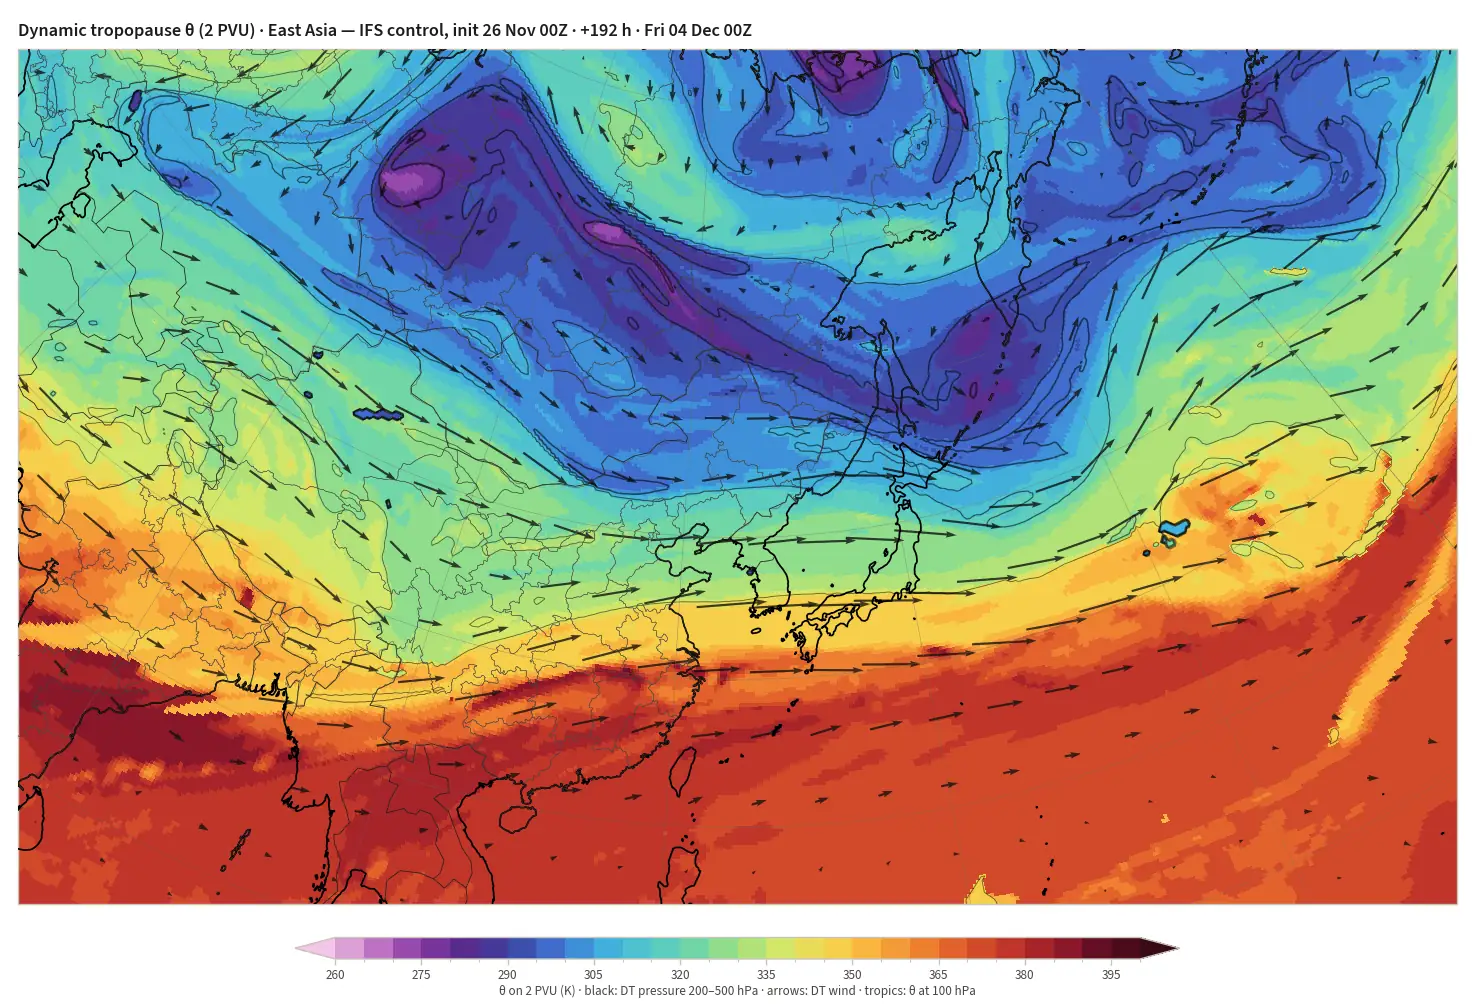 Dynamic tropopause θ (2 PVU) · East Asia — IFS control, init 26 Nov 00Z · +192 h · Fri 04 Dec 00Z
260 275 290 305 320 335 350 365 380 395
θ on 2 PVU (K) · black: DT pressure 200–500 hPa · arrows: DT wind · tropics: θ at 100 hPa